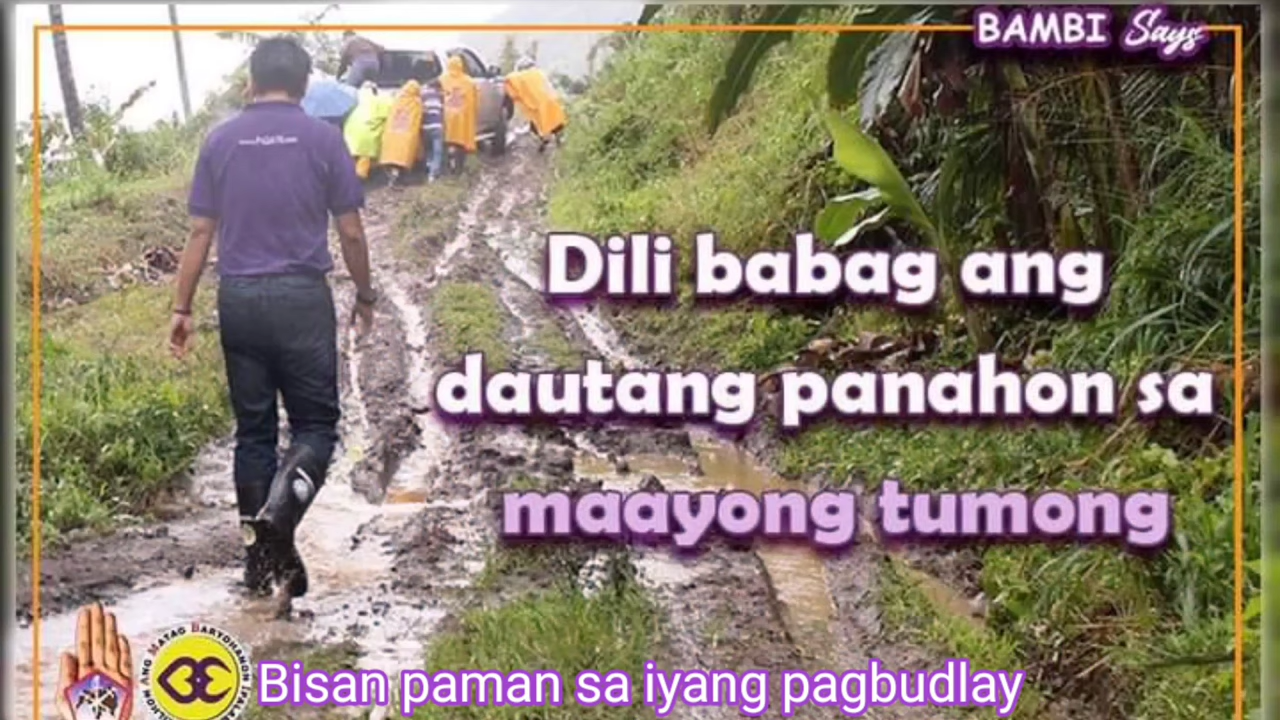 BAMBI Says
Dili babag ang
dautang panahon sa
maayong tumong
Bisan paman sa iyang pagbudlay